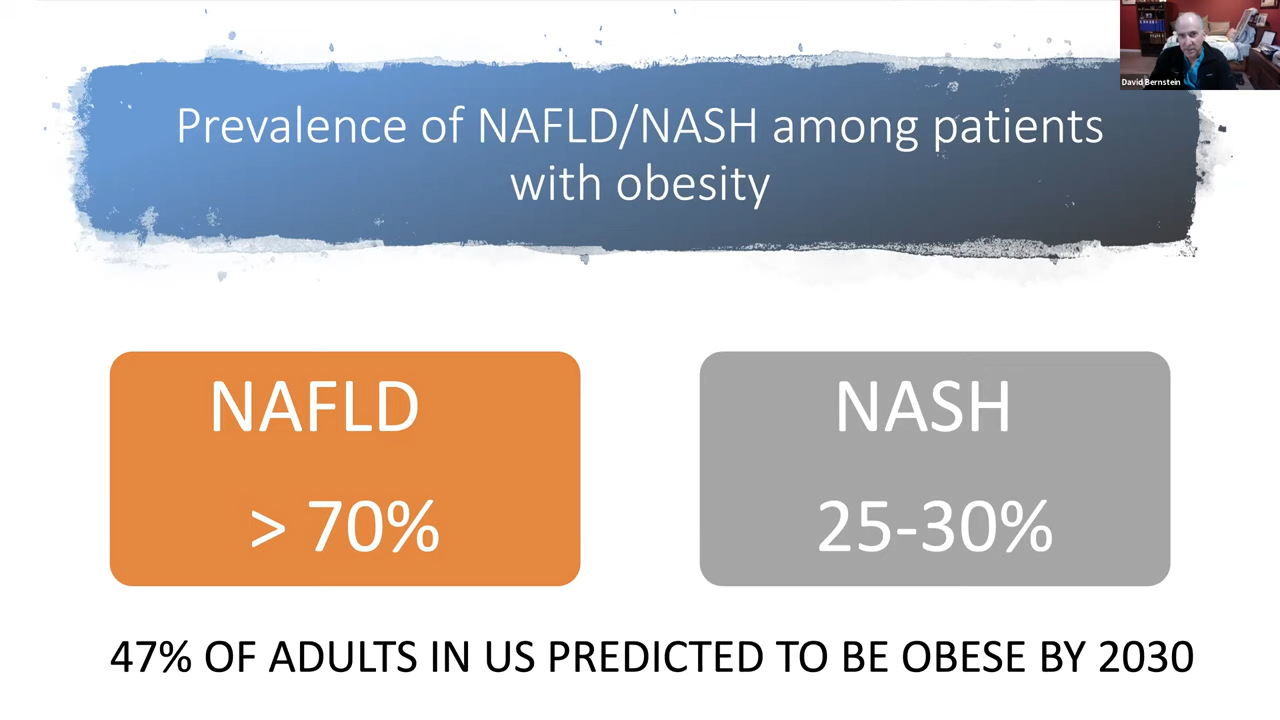 David Bernstein
Prevalence of NAFLD/NASH among patients
with obesity
NAFLD
> 70%
NASH
25-30%
47% OF ADULTS IN US PREDICTED TO BE OBESE BY 2030